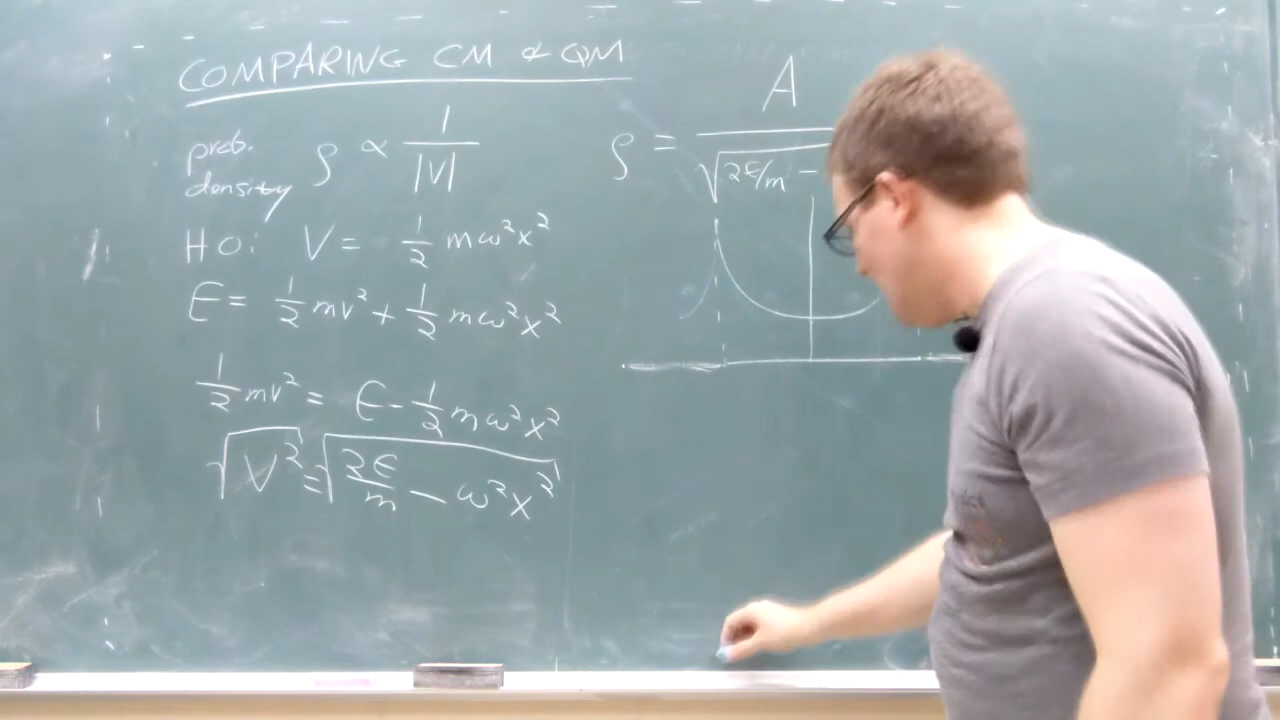 COMPARING CM & QM
prob. density ρ ∝ 1/|V|
HO: V = 1/2 mω²x²
E = 1/2 mv² + 1/2 mω²x²
1/2 mv² = E - 1/2 mω²x²
√V² = √(2E/m - ω²x²)
ρ = A / √(2E/m -